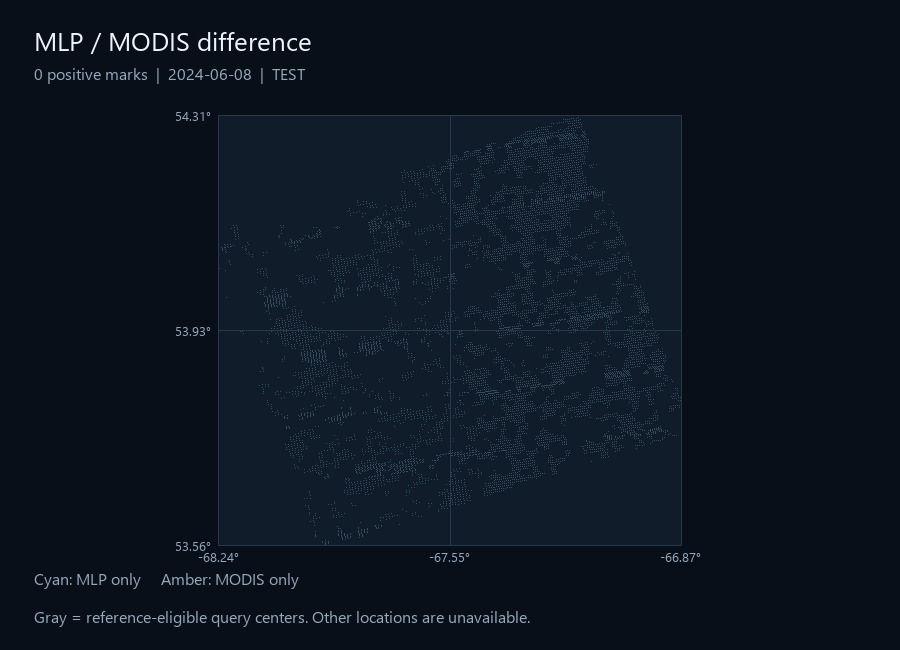 MLP / MODIS difference
0 positive marks | 2024-06-08 | TEST
54.31°
53.93°
53.56°
-68.24°
-67.55°
-66.87°
Cyan: MLP only Amber: MODIS only
Gray = reference-eligible query centers. Other locations are unavailable.